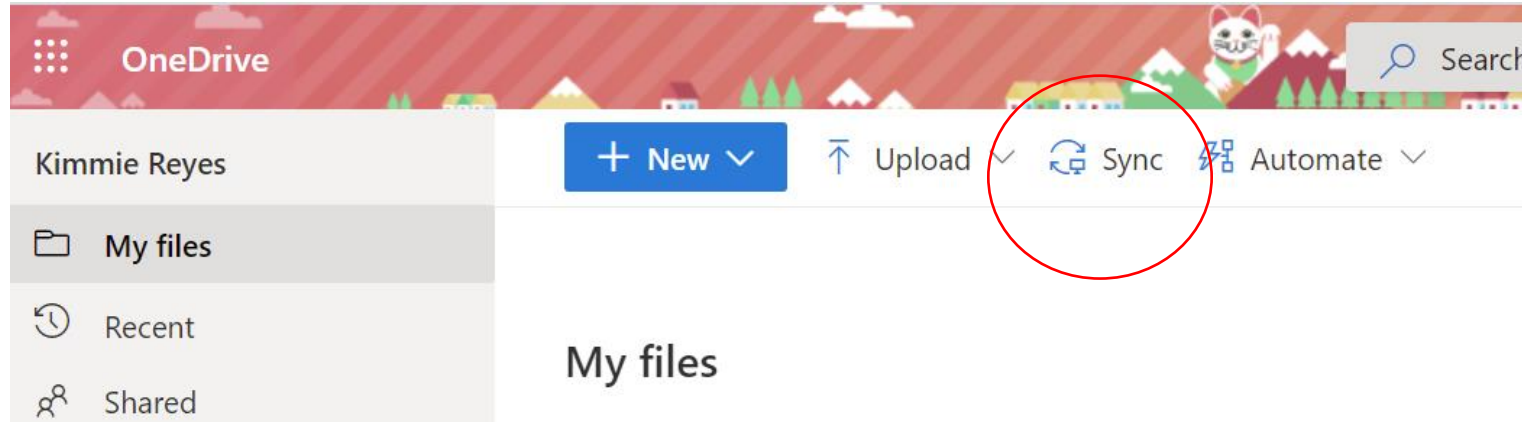 OneDrive
Search
Kimmie Reyes
New
Upload
Sync
Automate
My files
Recent
Shared
My files